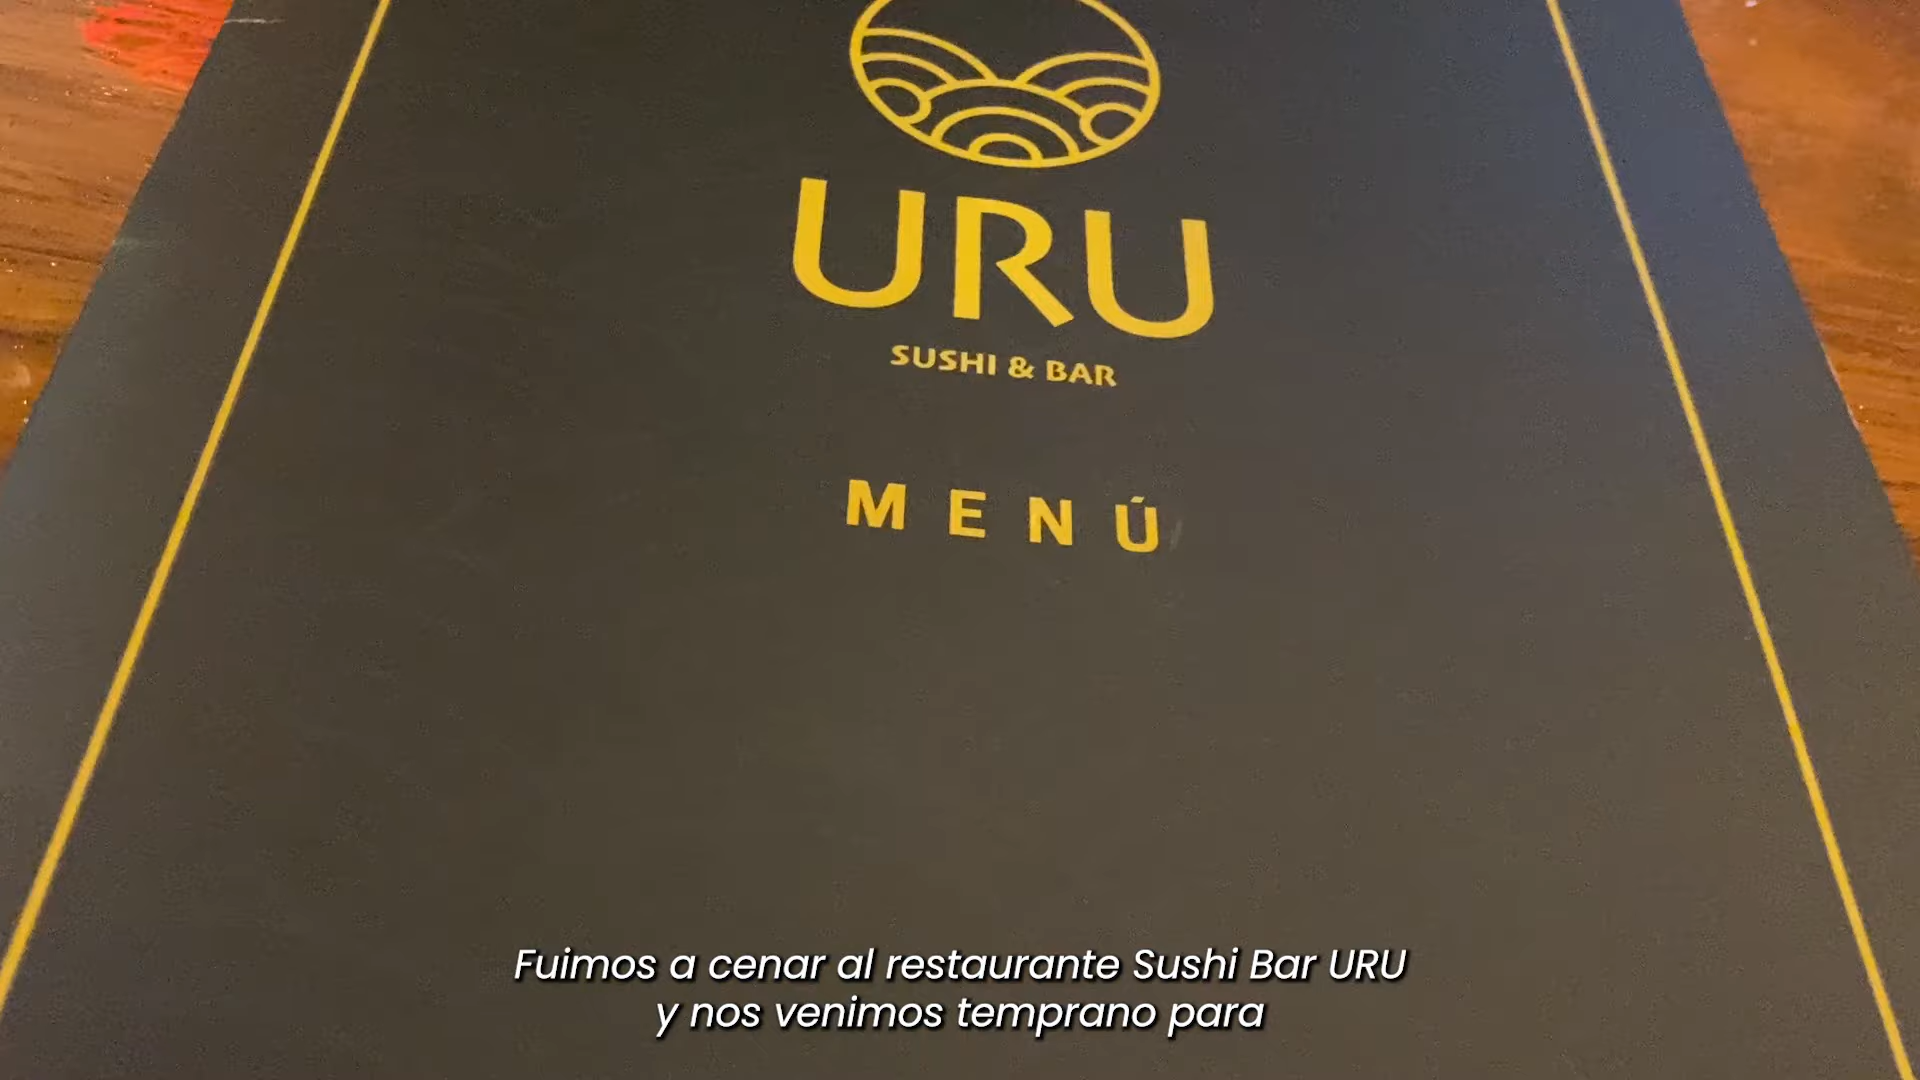 URU
SUSHI & BAR
MENÚ
Fuimos a cenar al restaurante Sushi Bar URU
y nos venimos temprano para